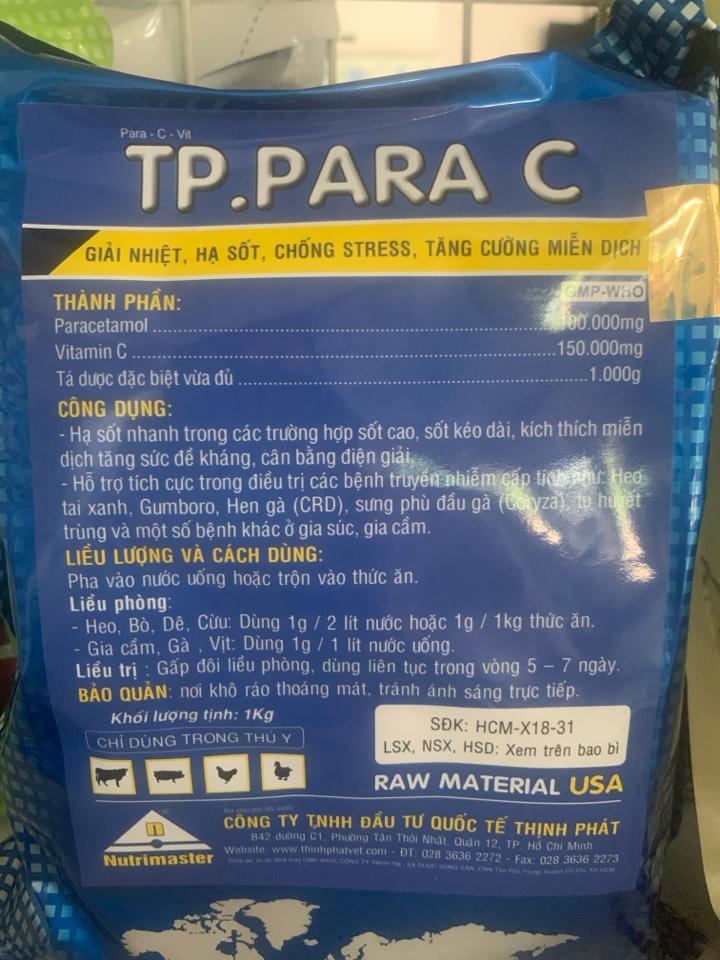 Para - C - Vit
TP.PARA C
GIẢI NHIỆT, HẠ SỐT, CHỐNG STRESS, TĂNG CƯỜNG MIỄN DỊCH
GMP-WHO
THÀNH PHẦN:
Paracetamol ............ 100.000mg
Vitamin C ............ 150.000mg
Tá dược đặc biệt vừa đủ ............ 1.000g
CÔNG DỤNG:
- Hạ sốt nhanh trong các trường hợp sốt cao, sốt kéo dài, kích thích miễn
dịch tăng sức đề kháng, cân bằng điện giải.
- Hỗ trợ tích cực trong điều trị các bệnh truyền nhiễm cấp tính như: Heo
tai xanh, Gumboro, Hen gà (CRD), sưng phù đầu gà (Coryza), tụ huyết
trùng và một số bệnh khác ở gia súc, gia cầm.
LIỀU LƯỢNG VÀ CÁCH DÙNG:
Pha vào nước uống hoặc trộn vào thức ăn.
Liều phòng:
- Heo, Bò, Dê, Cừu: Dùng 1g / 2 lít nước hoặc 1g / 1kg thức ăn.
- Gia cầm, Gà , Vịt: Dùng 1g / 1 lít nước uống.
Liều trị : Gấp đôi liều phòng, dùng liên tục trong vòng 5 – 7 ngày.
BẢO QUẢN: nơi khô ráo thoáng mát, tránh ánh sáng trực tiếp.
Khối lượng tịnh: 1Kg
CHỈ DÙNG TRONG THÚ Y
SĐK: HCM-X18-31
LSX, NSX, HSD: Xem trên bao bì
RAW MATERIAL USA
Nutrimaster
CÔNG TY TNHH ĐẦU TƯ QUỐC TẾ THỊNH PHÁT
B42 đường C1, Phường Tân Thới Nhất, Quận 12, TP. Hồ Chí Minh
Website: www.thinhphatvet.com - ĐT: 028 3636 2272 - Fax: 028 3636 2273